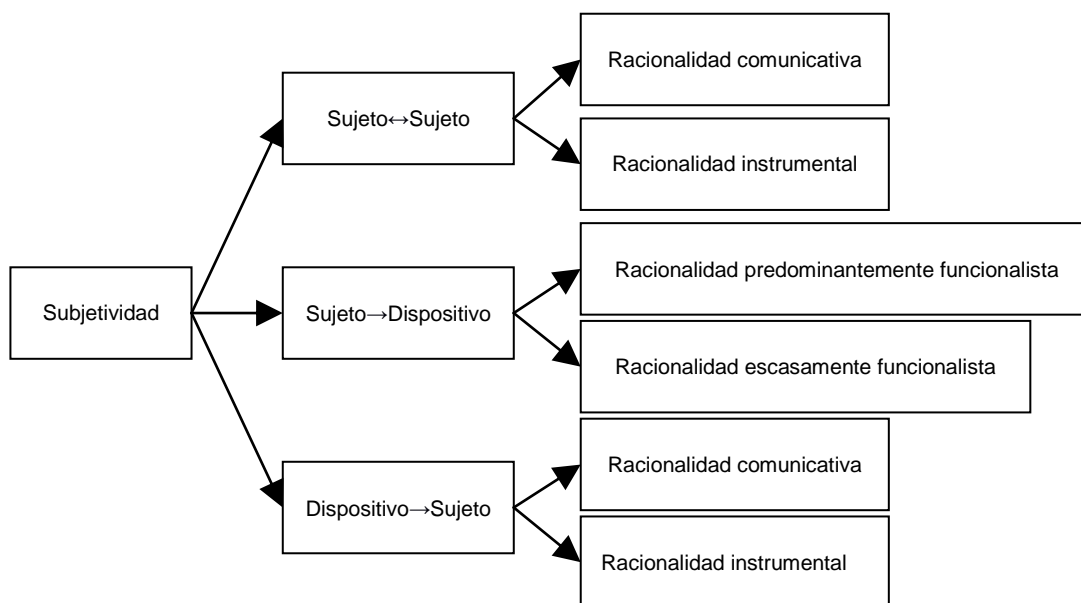 Subjetividad
Sujeto↔Sujeto
Racionalidad comunicativa
Racionalidad instrumental
Sujeto→Dispositivo
Racionalidad predominantemente funcionalista
Racionalidad escasamente funcionalista
Dispositivo→Sujeto
Racionalidad comunicativa
Racionalidad instrumental